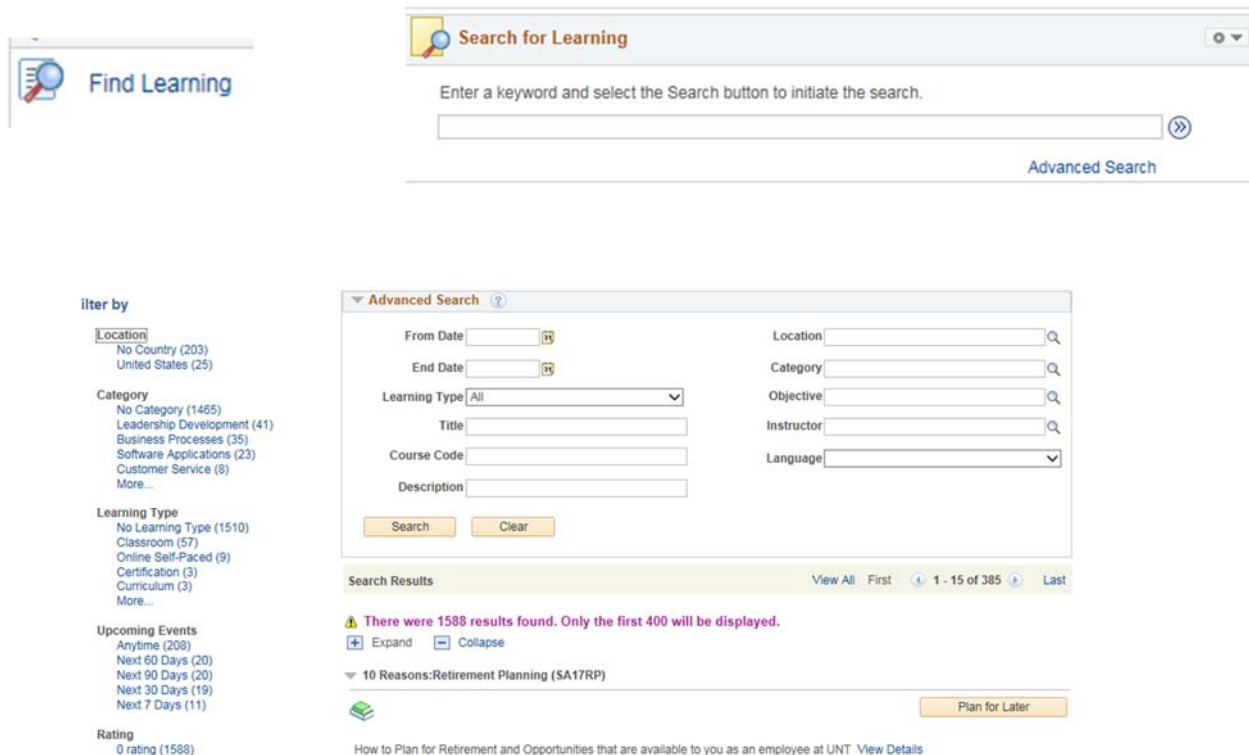 Find Learning
Search for Learning
Enter a keyword and select the Search button to initiate the search.
Advanced Search
ilter by
Location
No Country (203)
United States (25)
Category
No Category (1465)
Leadership Development (41)
Business Processes (35)
Software Applications (23)
Customer Service (8)
More...
Learning Type
No Learning Type (1510)
Classroom (57)
Online Self-Paced (9)
Certification (3)
Curriculum (3)
More...
Upcoming Events
Anytime (208)
Next 60 Days (20)
Next 90 Days (20)
Next 30 Days (19)
Next 7 Days (11)
Rating
0 rating (1588)
Advanced Search
From Date
End Date
Learning Type All
Title
Course Code
Description
Location
Category
Objective
Instructor
Language
Search Clear
Search Results View All First 1 - 15 of 385 Last
There were 1588 results found. Only the first 400 will be displayed.
Expand Collapse
10 Reasons:Retirement Planning (SA17RP)
Plan for Later
How to Plan for Retirement and Opportunities that are available to you as an employee at UNT View Details